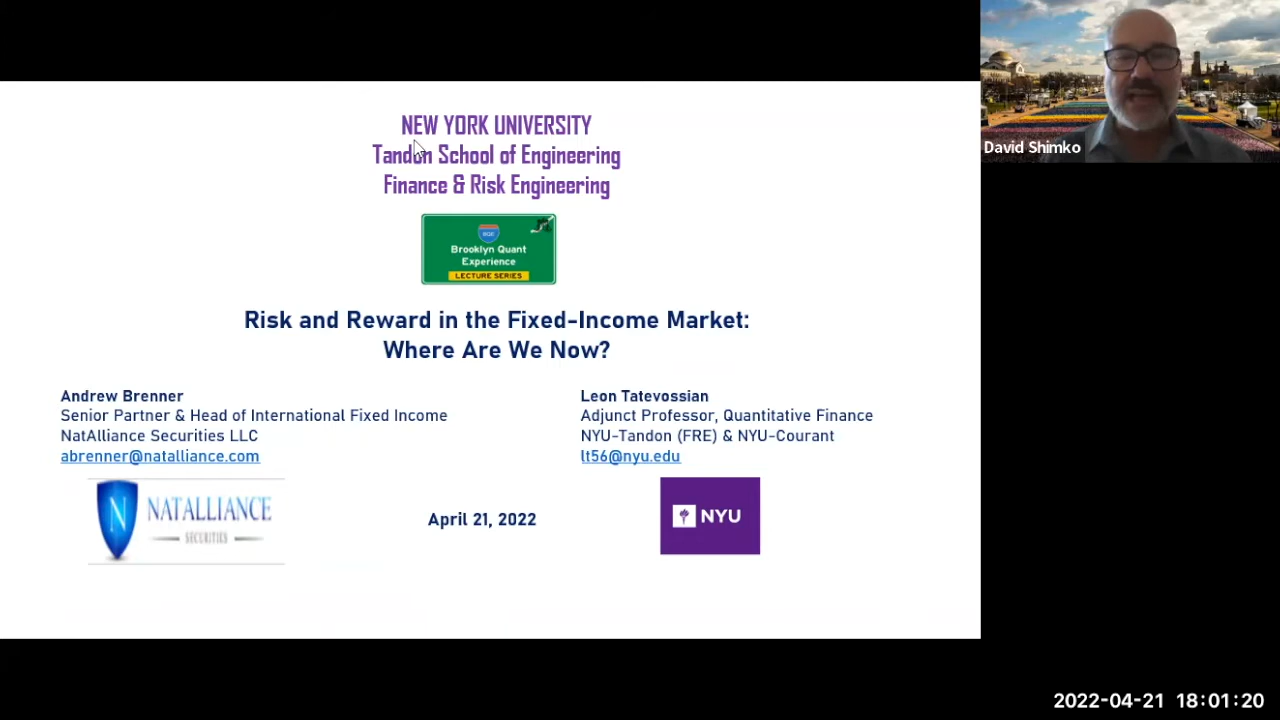 NEW YORK UNIVERSITY
Tandon School of Engineering
Finance & Risk Engineering
BQE
Brooklyn Quant
Experience
LECTURE SERIES
Risk and Reward in the Fixed-Income Market:
Where Are We Now?
Andrew Brenner
Senior Partner & Head of International Fixed Income
NatAlliance Securities LLC
abrenner@natalliance.com
Leon Tatevossian
Adjunct Professor, Quantitative Finance
NYU-Tandon (FRE) & NYU-Courant
lt56@nyu.edu
N NATALLIANCE
SECURITIES
April 21, 2022
NYU
David Shimko
2022-04-21 18:01:20